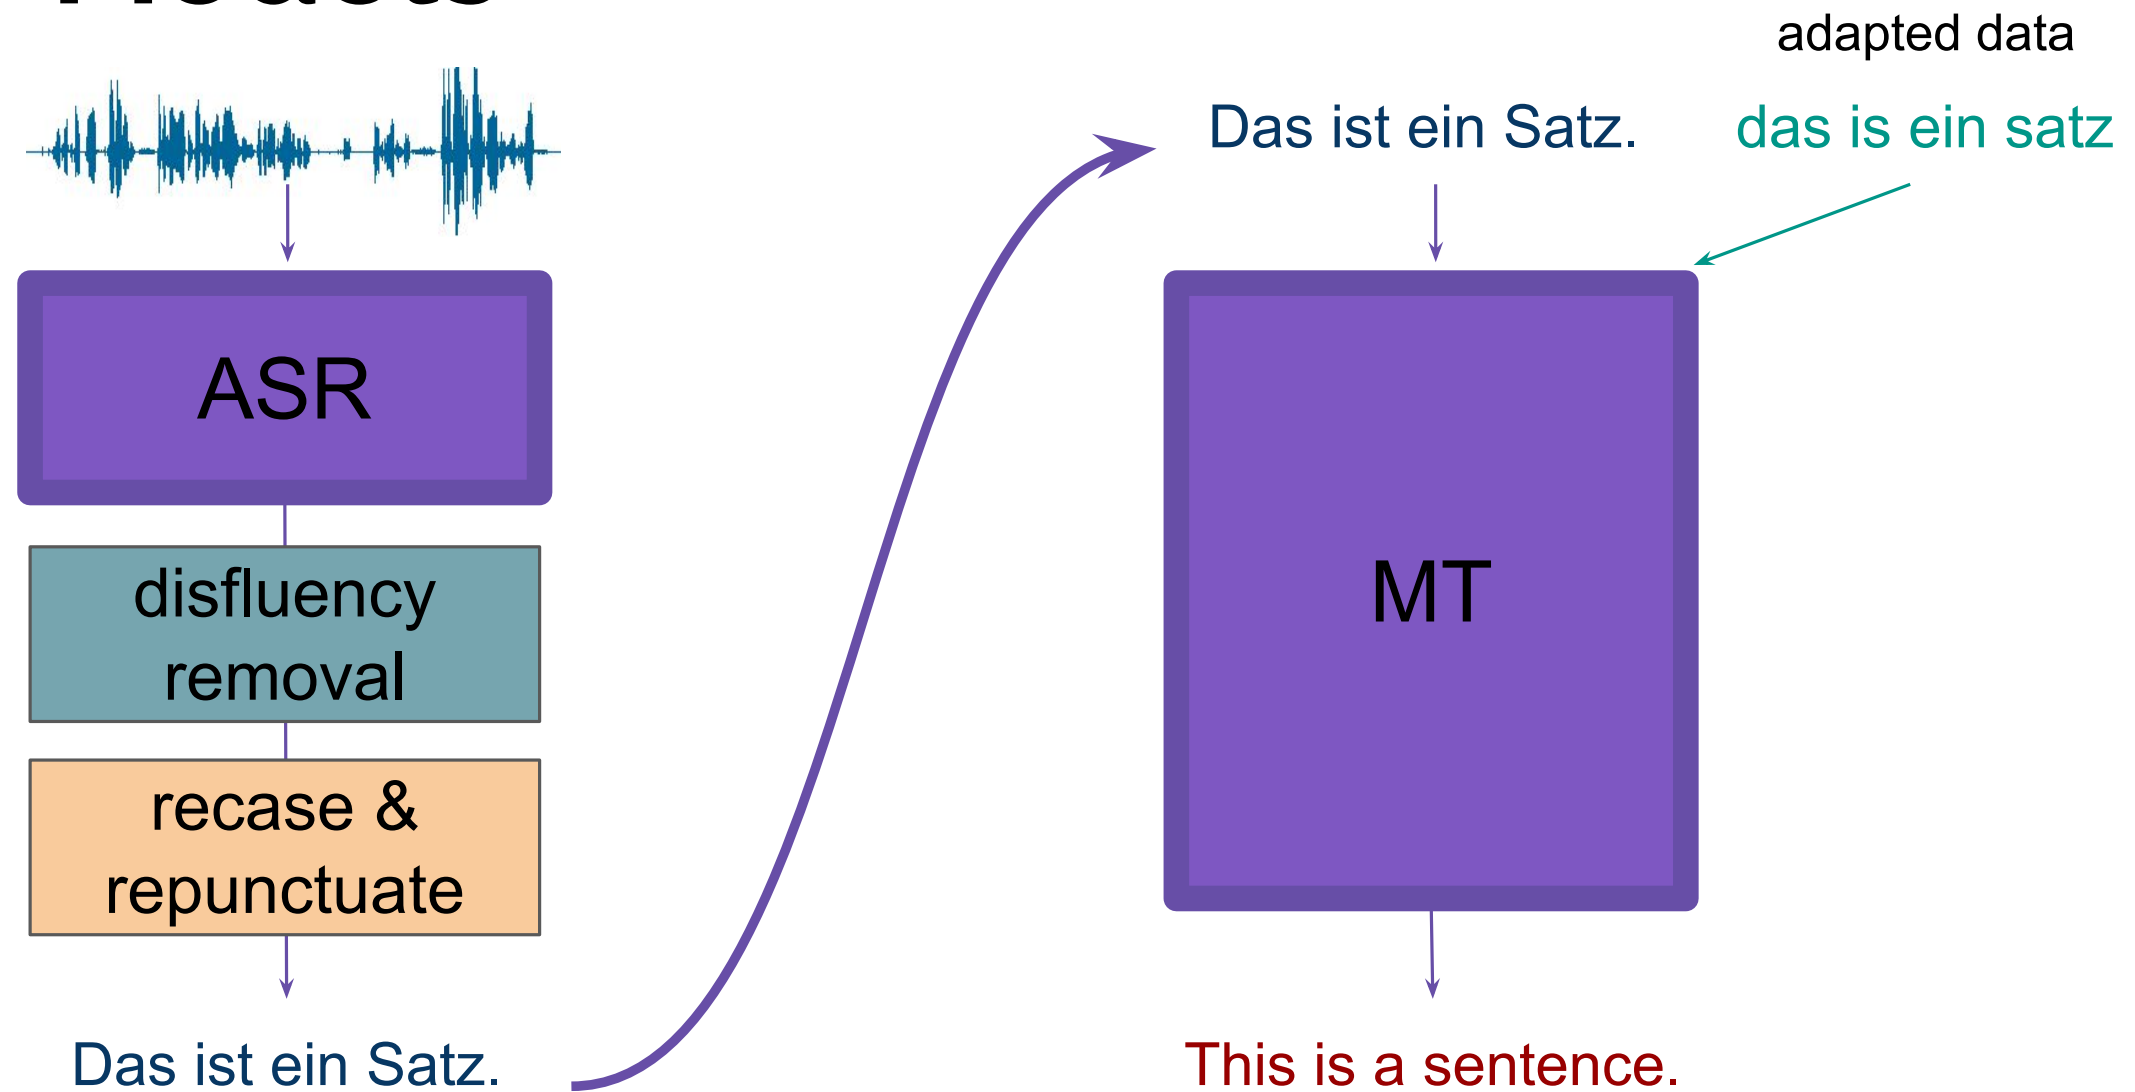 ASR
disfluency
removal
recase &
repunctuate
Das ist ein Satz.
adapted data
Das ist ein Satz.
das is ein satz
MT
This is a sentence.